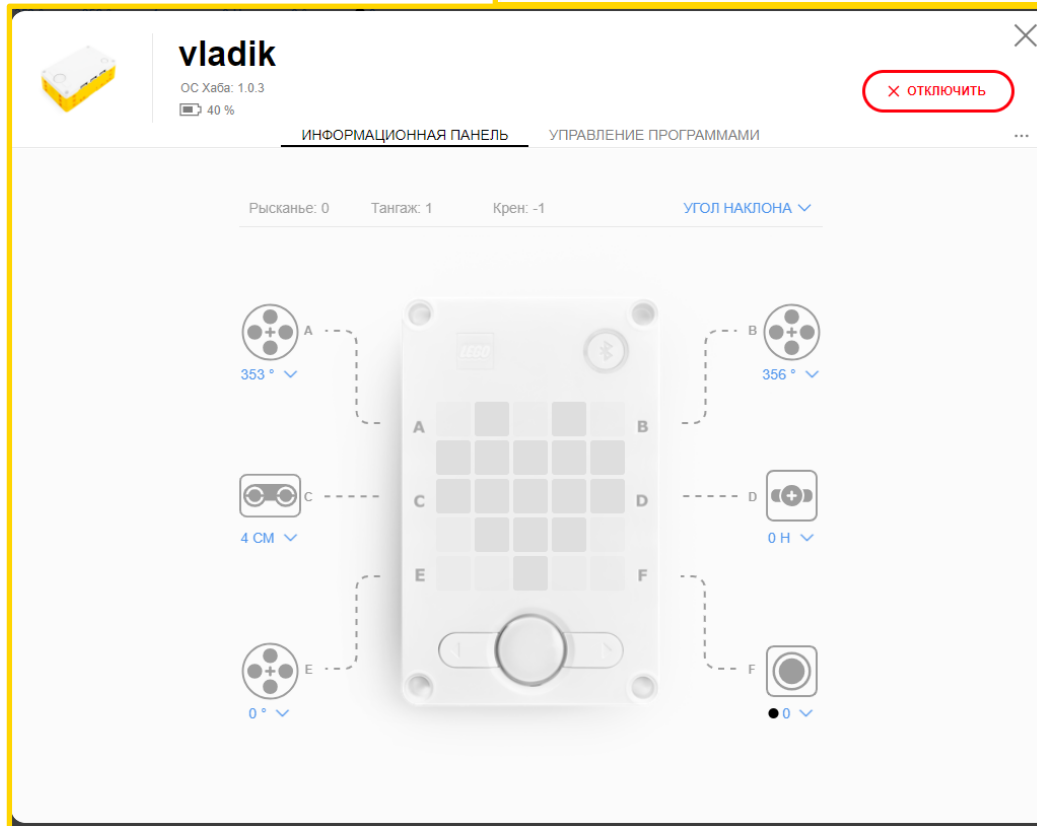 vladik
ОС Хаба: 1.0.3
40 %
ОТКЛЮЧИТЬ
ИНФОРМАЦИОННАЯ ПАНЕЛЬ УПРАВЛЕНИЕ ПРОГРАММАМИ ...
Рысканье: 0 Тангаж: 1 Крен: -1 УГОЛ НАКЛОНА
A B
353 ° 356 °
LEGO
A B
C D
C D
4 СМ 0 Н
E F
E F
0 ° 0